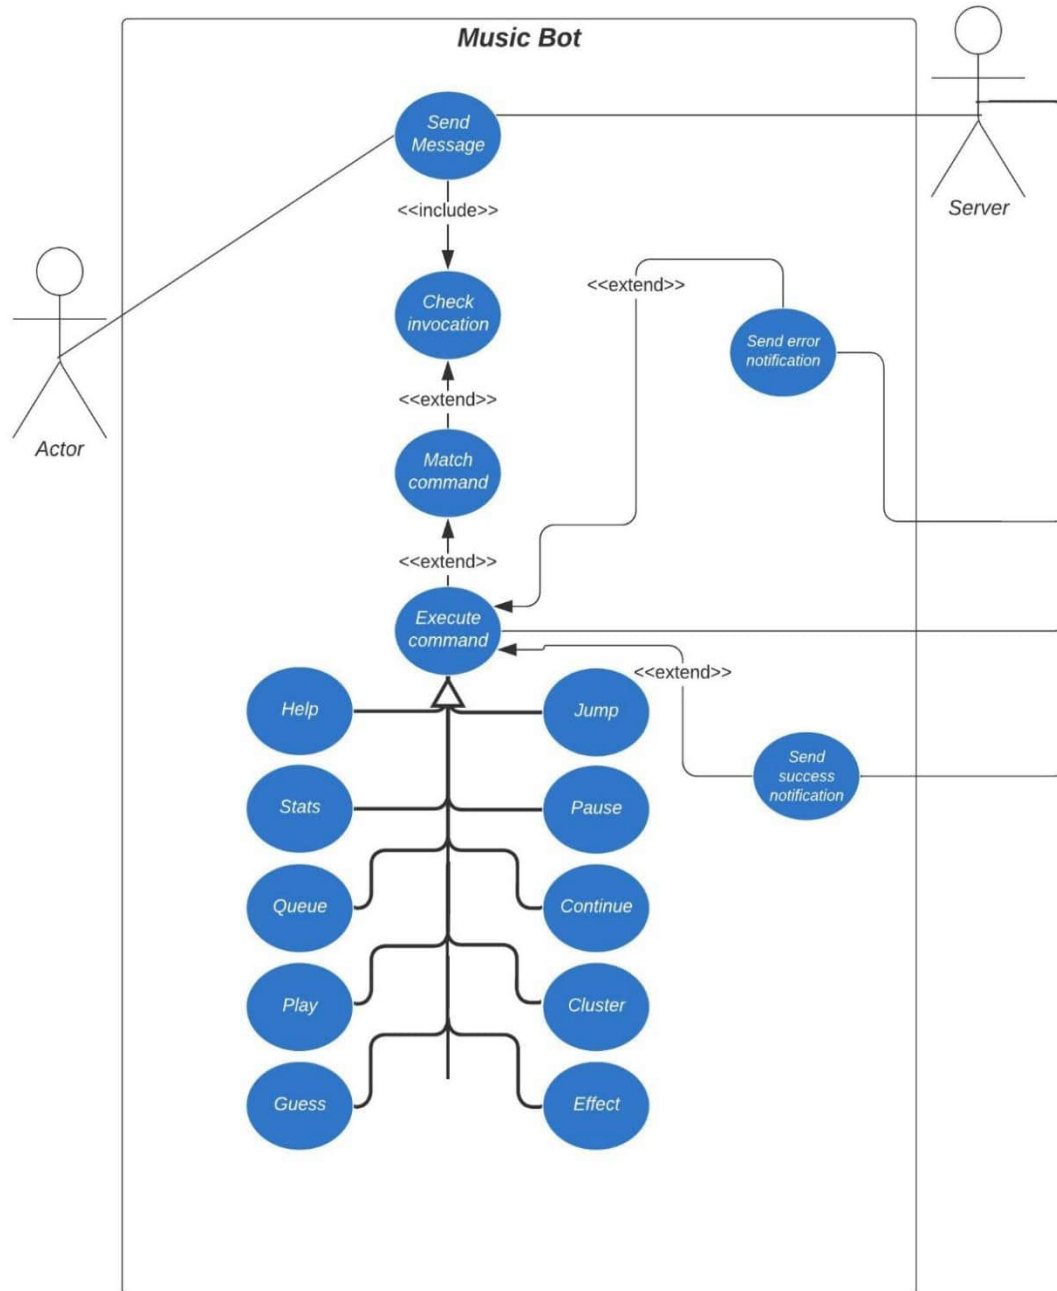 Music Bot
Send
Message
Server
<<include>>
<<extend>>
Check
invocation
Send error
notification
Actor
<<extend>>
Match
command
<<extend>>
Execute
command
<<extend>>
Help
Jump
Send
success
notification
Stats
Pause
Queue
Continue
Play
Cluster
Guess
Effect